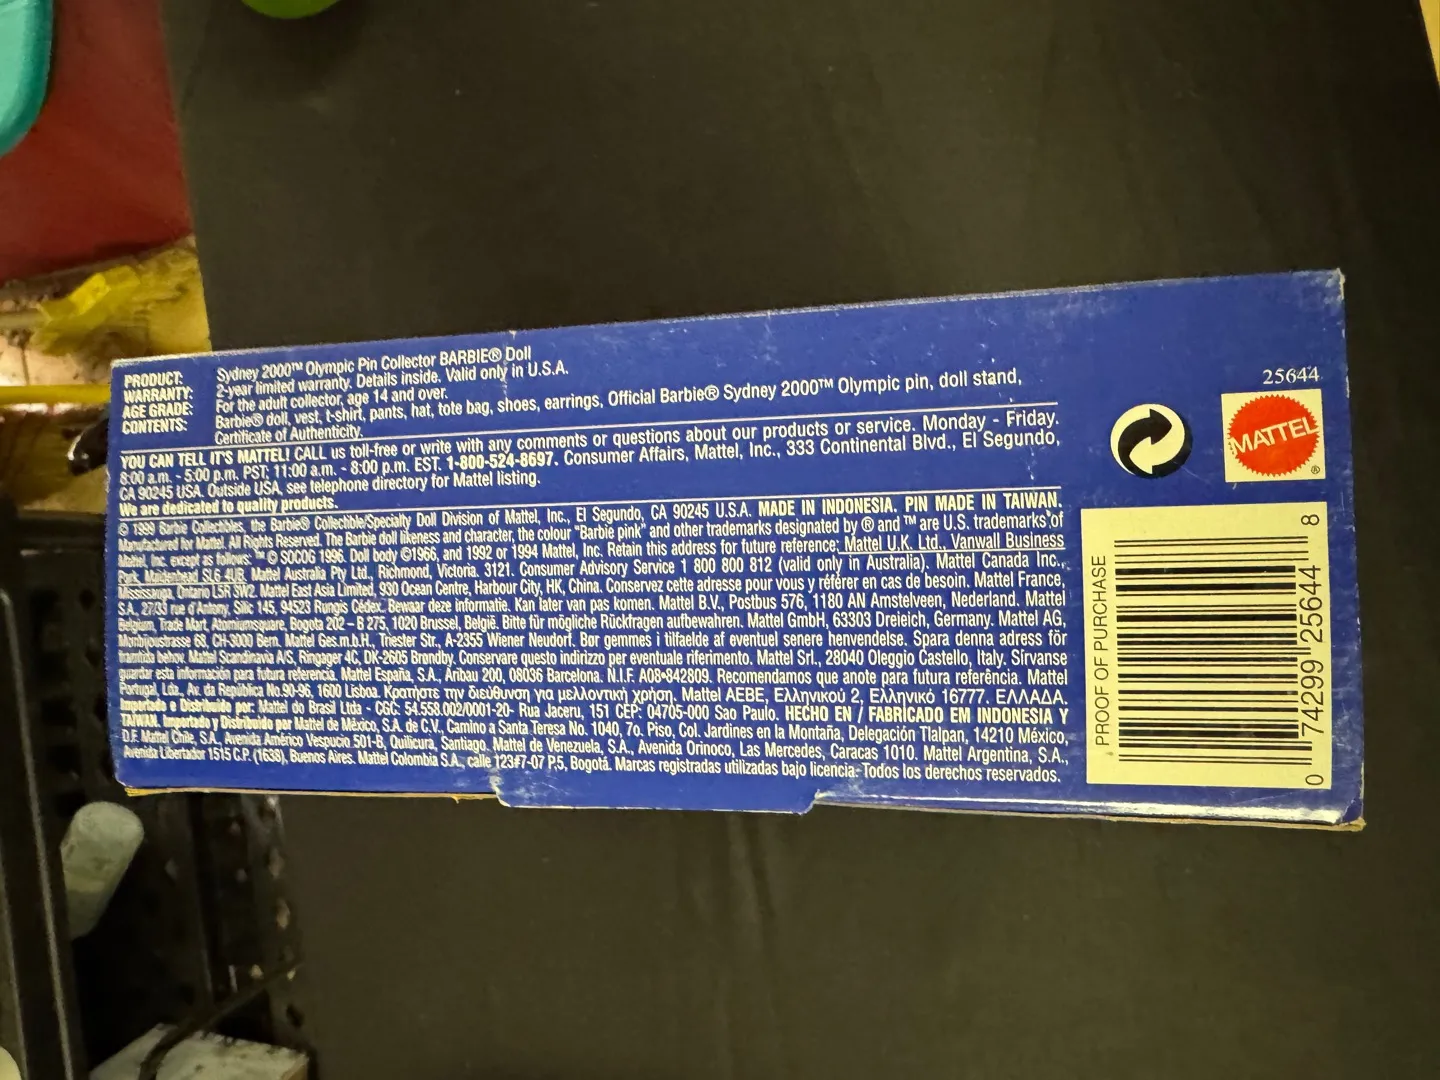 PRODUCT: Sydney 2000™ Olympic Pin Collector BARBIE® Doll
WARRANTY: 2-year limited warranty. Details inside. Valid only in U.S.A.
AGE GRADE: For the adult collector, age 14 and over.
CONTENTS: Barbie® doll, vest, t-shirt, pants, hat, tote bag, shoes, earrings, Official Barbie® Sydney 2000™ Olympic pin, doll stand,
Certificate of Authenticity.
YOU CAN TELL IT'S MATTEL! CALL us toll-free or write with any comments or questions about our products or service. Monday - Friday.
8:00 a.m. - 5:00 p.m. PST; 11:00 a.m. - 8:00 p.m. EST. 1-800-524-8697. Consumer Affairs, Mattel, Inc., 333 Continental Blvd., El Segundo,
CA 90245 USA. Outside USA, see telephone directory for Mattel listing.
We are dedicated to quality products.
© 1999 Barbie Collectibles, the Barbie® Collectible/Specialty Doll Division of Mattel, Inc., El Segundo, CA 90245 U.S.A. MADE IN INDONESIA. PIN MADE IN TAIWAN.
Manufactured for Mattel. All Rights Reserved. The Barbie doll likeness and character, the colour "Barbie pink" and other trademarks designated by ® and ™ are U.S. trademarks of
Mattel, Inc. except as follows: ™ © SOCOG 1996. Doll body ©1966, and 1992 or 1994 Mattel, Inc. Retain this address for future reference: Mattel U.K. Ltd., Vanwall Business
Park, Maidenhead SL6 4UB. Mattel Australia Pty Ltd., Richmond, Victoria. 3121. Consumer Advisory Service 1 800 800 812 (valid only in Australia). Mattel Canada Inc.,
Mississauga, Ontario L5R 3W2. Mattel East Asia Limited, 930 Ocean Centre, Harbour City, HK, China. Conservez cette adresse pour vous y référer en cas de besoin. Mattel France,
S.A., 27/33 rue d'Antony, Silic 145, 94523 Rungis Cédex. Bewaar deze informatie. Kan later van pas komen. Mattel B.V., Postbus 576, 1180 AN Amstelveen, Nederland. Mattel
Belgium, Trade Mart, Atomiumsquare, Bogota 202 – B 275, 1020 Brussel, België. Bitte für mögliche Rückfragen aufbewahren. Mattel GmbH, 63303 Dreieich, Germany. Mattel AG,
Monbijoustrasse 68, CH-3000 Bern. Mattel Ges.m.b.H., Triester Str., A-2355 Wiener Neudorf. Bør gemmes i tilfælde af eventuel senere henvendelse. Spara denna adress för
framtida behov. Mattel Scandinavia A/S, Ringager 4C, DK-2605 Brøndby. Conservare questo indirizzo per eventuale riferimento. Mattel Srl., 28040 Oleggio Castello, Italy. Sírvanse
guardar esta información para futura referencia. Mattel España, S.A., Aribau 200, 08036 Barcelona. N.I.F. A08-842809. Recomendamos que anote para futura referência. Mattel
Portugal, Lda., Av. da República No.90-96, 1600 Lisboa. Κρατήστε την διεύθυνση για μελλοντική χρήση. Mattel AEBE, Ελληνικού 2, Ελληνικό 16777. ΕΛΛΑΔΑ.
Importado e Distribuido por: Mattel do Brasil Ltda - CGC: 54.558.002/0001-20- Rua Jaceru, 151 CEP: 04705-000 Sao Paulo. HECHO EN / FABRICADO EM INDONESIA Y
TAIWAN. Importado y Distribuido por Mattel de México, S.A. de C.V., Camino a Santa Teresa No. 1040, 7o. Piso, Col. Jardines en la Montaña, Delegación Tlalpan, 14210 México,
D.F. Mattel Chile, S.A., Avenida Américo Vespucio 501-B, Quilicura, Santiago. Mattel de Venezuela, S.A., Avenida Orinoco, Las Mercedes, Caracas 1010. Mattel Argentina, S.A.,
Avenida Libertador 1515 C.P. (1638), Buenos Aires. Mattel Colombia S.A., calle 123#7-07 P.5, Bogotá. Marcas registradas utilizadas bajo licencia. Todos los derechos reservados.
25644
MATTEL
®
PROOF OF PURCHASE
0 74299 25644 8